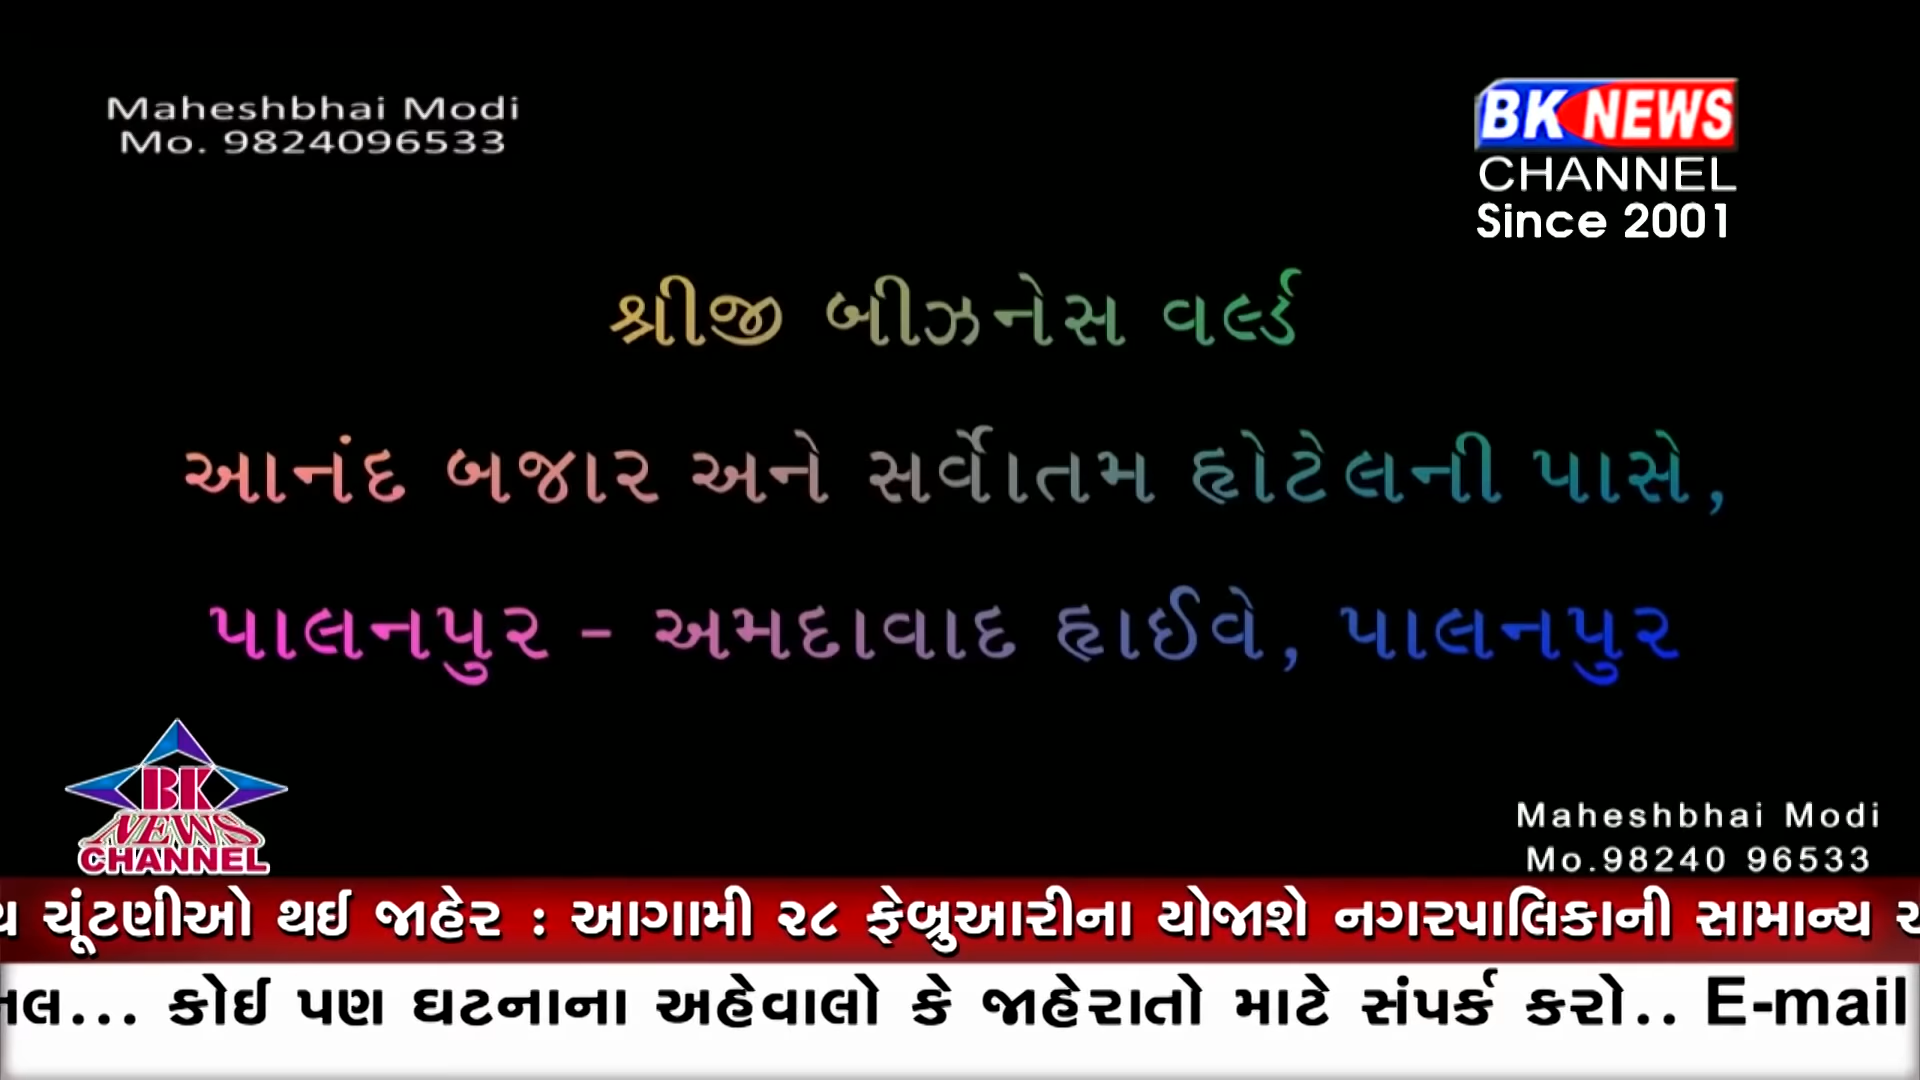 Maheshbhai Modi
Mo. 9824096533
BK NEWS
CHANNEL
Since 2001
શ્રીજી બીઝનેસ વર્લ્ડ
આનંદ બજાર અને સર્વોતમ હોટેલની પાસે,
પાલનપુર - અમદાવાદ હાઈવે, પાલનપુર
BK
NEWS
CHANNEL
Maheshbhai Modi
Mo.98240 96533
ચૂંટણીઓ થઈ જાહેર : આગામી ૨૮ ફેબ્રુઆરીના યોજાશે નગરપાલિકાની સામાન્ય
... કોઈ પણ ઘટનાના અહેવાલો કે જાહેરાતો માટે સંપર્ક કરો.. E-mail